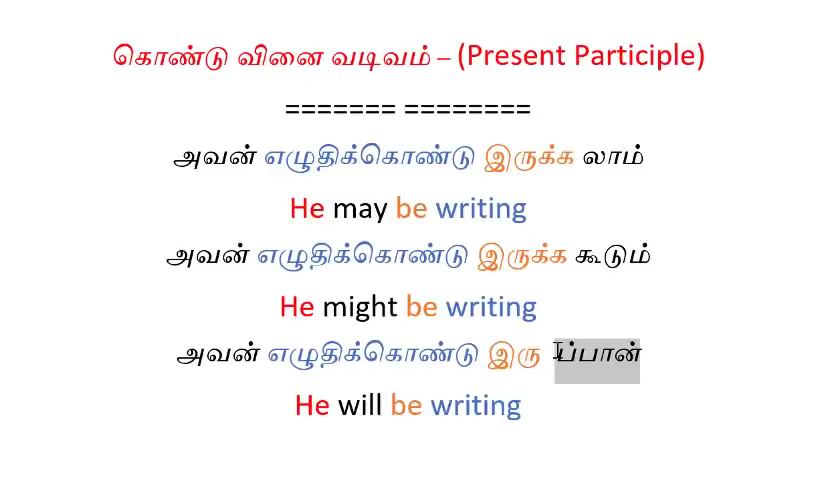 கொண்டு வினை வடிவம் – (Present Participle)
======= ========
அவன் எழுதிக்கொண்டு இருக்க லாம்
He may be writing
அவன் எழுதிக்கொண்டு இருக்க கூடும்
He might be writing
அவன் எழுதிக்கொண்டு இரு ப்பான்
He will be writing